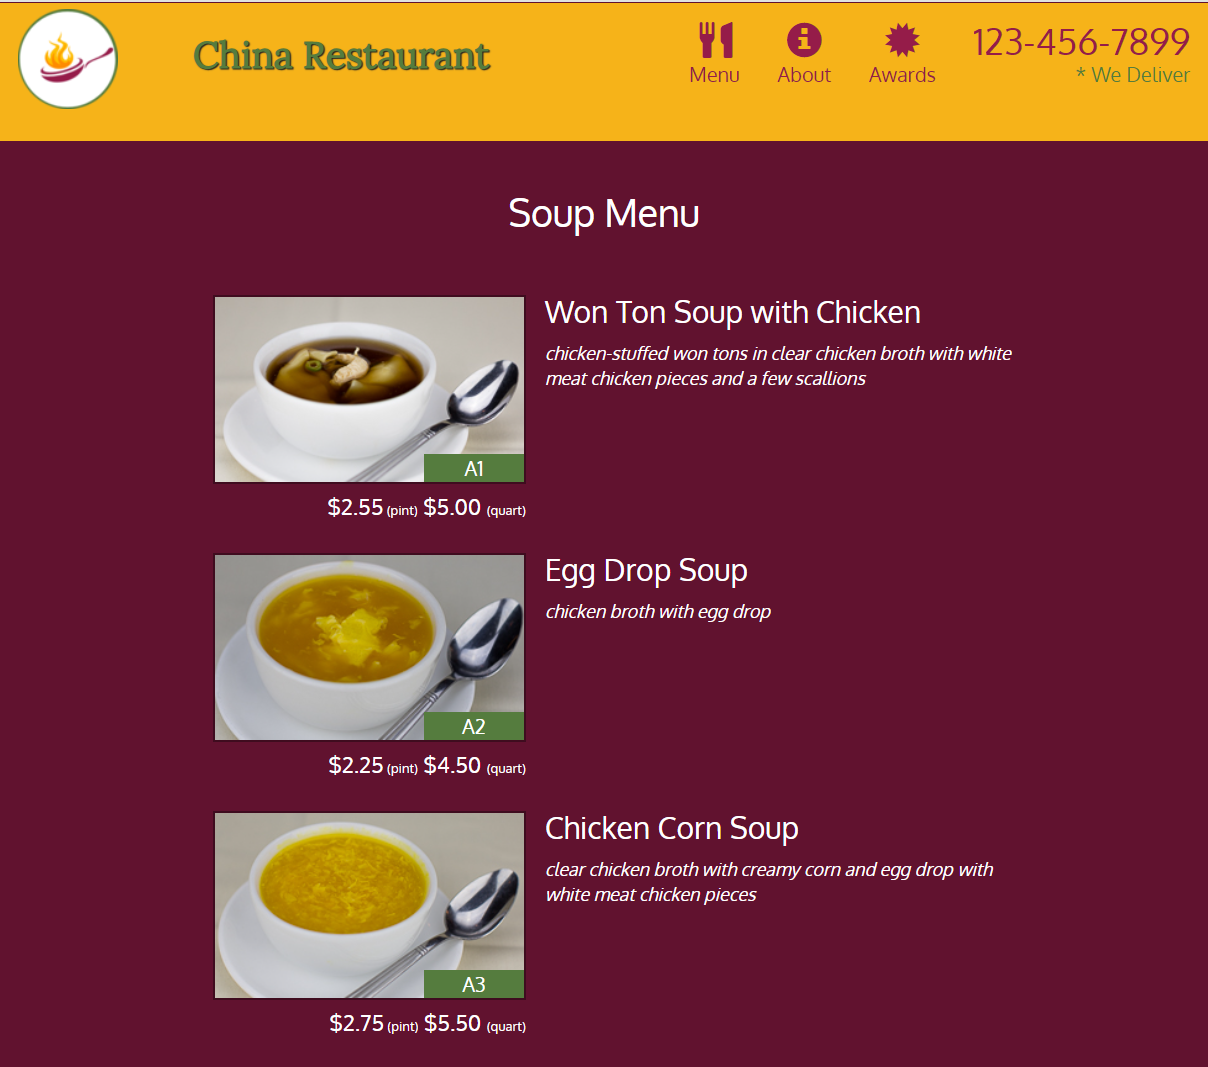 China Restaurant
Menu
About
Awards
123-456-7899
* We Deliver
Soup Menu
Won Ton Soup with Chicken
chicken-stuffed won tons in clear chicken broth with white
meat chicken pieces and a few scallions
A1
$2.55 (pint) $5.00 (quart)
Egg Drop Soup
chicken broth with egg drop
A2
$2.25 (pint) $4.50 (quart)
Chicken Corn Soup
clear chicken broth with creamy corn and egg drop with
white meat chicken pieces
A3
$2.75 (pint) $5.50 (quart)